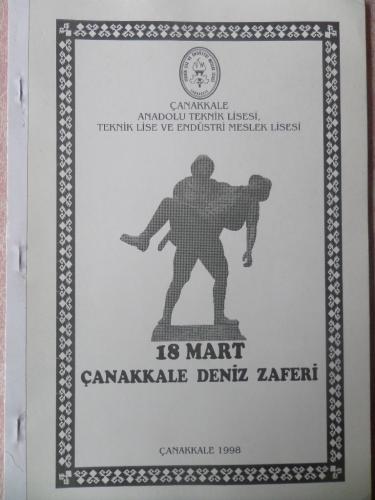 ÇANAKKALE
ANADOLU TEKNİK LİSESİ,
TEKNİK LİSE VE ENDÜSTRİ MESLEK LİSESİ
18 MART
ÇANAKKALE DENİZ ZAFERİ
ÇANAKKALE 1998